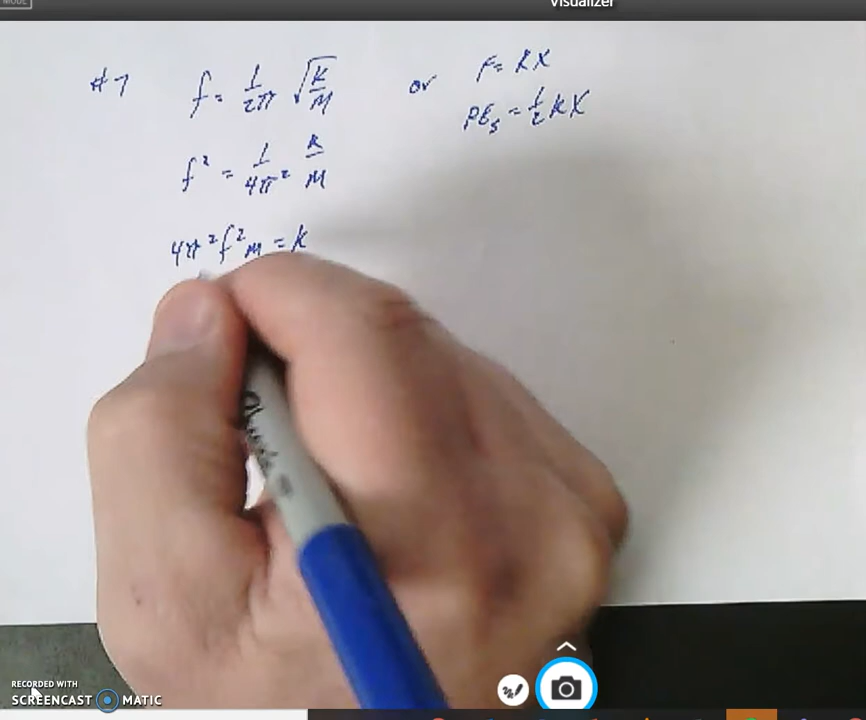 Visualizer
#7 f = 1/2π √K/M or F = KX
PEs = 1/2 KX
f² = 1/4π² K/M
4π²f²M = K
RECORDED WITH
SCREENCAST MATIC